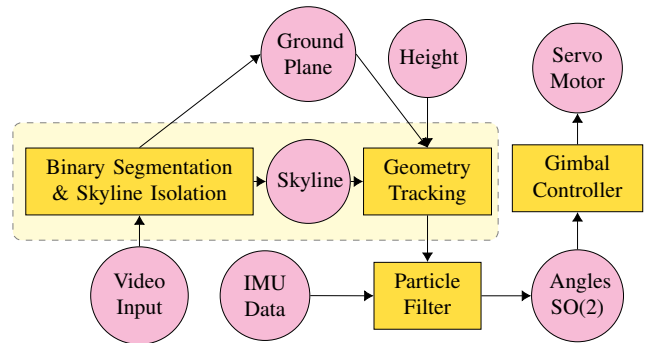 Ground
Plane
Height
Servo
Motor
Binary Segmentation
& Skyline Isolation
Skyline
Geometry
Tracking
Gimbal
Controller
Video
Input
IMU
Data
Particle
Filter
Angles
SO(2)